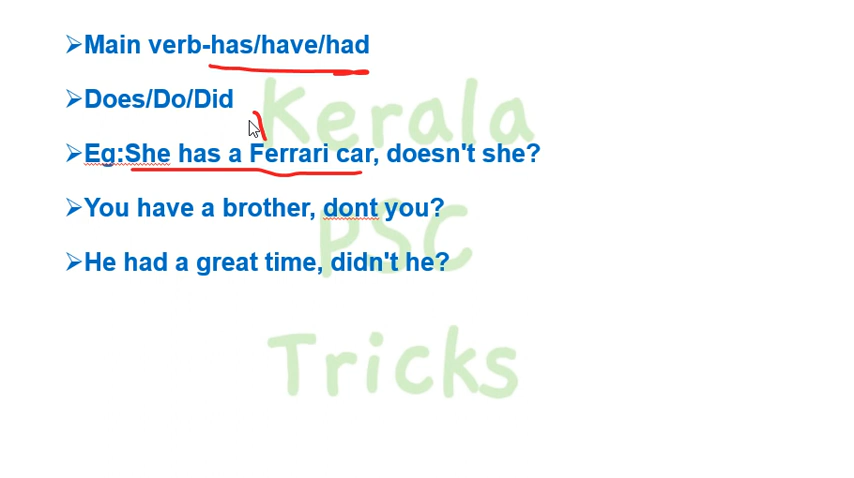 Main verb-has/have/had
Does/Do/Did
Eg:She has a Ferrari car, doesn't she?
You have a brother, dont you?
He had a great time, didn't he?
Kerala
PSC
Tricks